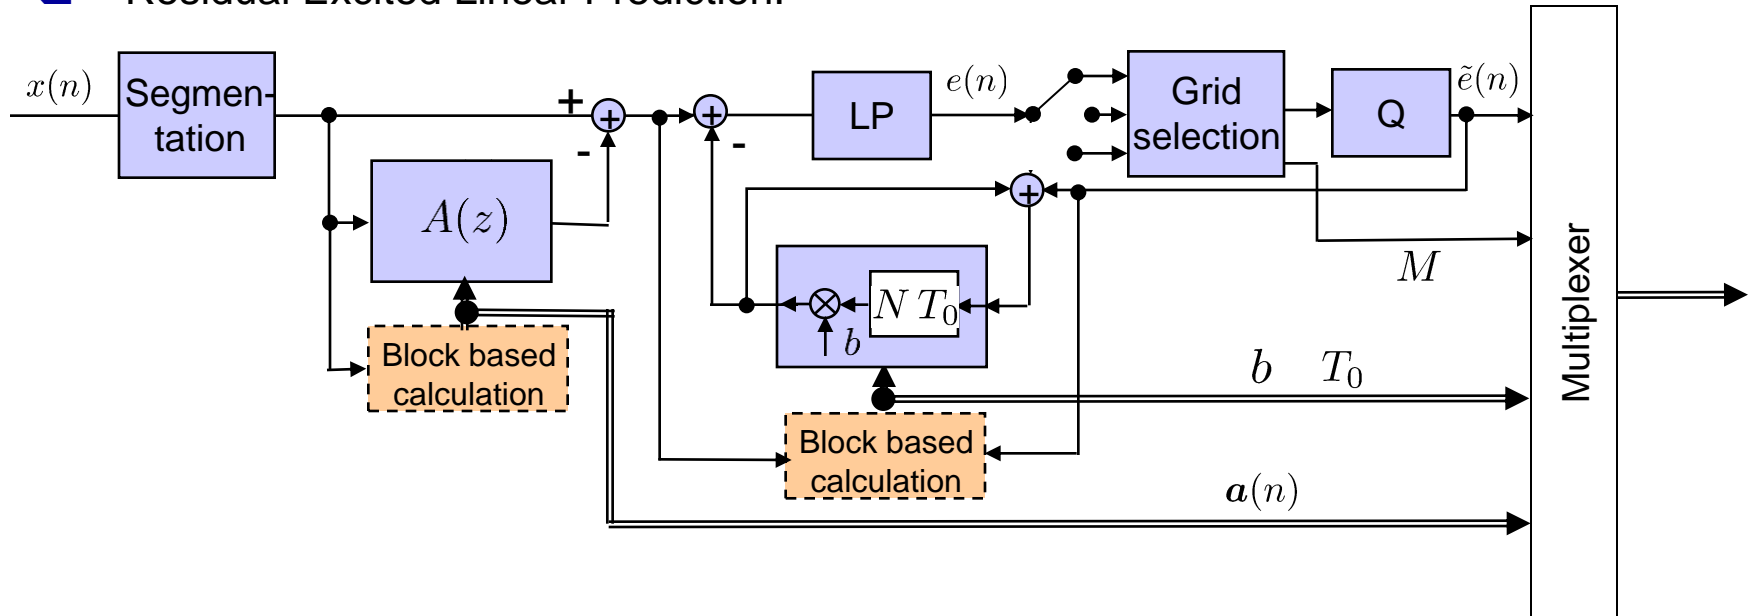 Residual Excited Linear Prediction:
x(n)
Segmen-
tation
+
-
+
A(z)
Block based
calculation
+
-
LP
e(n)
Grid
selection
Q
ẽ(n)
+
N T₀
b
Block based
calculation
M
b T₀
a(n)
Multiplexer